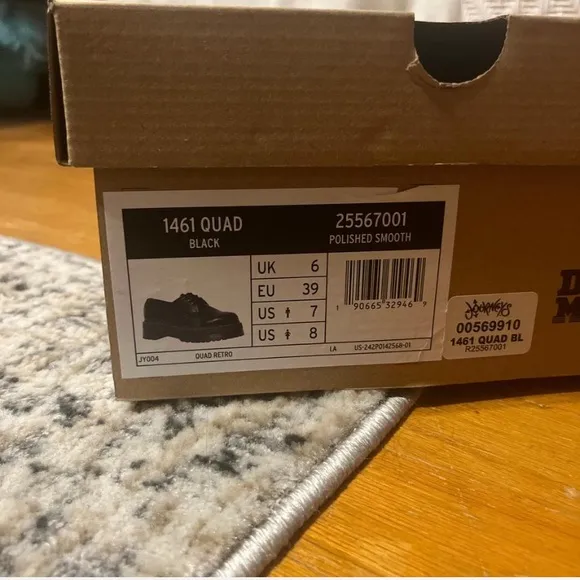 1461 QUAD
BLACK
25567001
POLISHED SMOOTH
UK 6
EU 39
US 7
US 8
1 90665 32946 9
JY004
QUAD RETRO
LA
US-242P0142568-01
JOURNEYS
00569910
1461 QUAD BL
R25567001
D
M